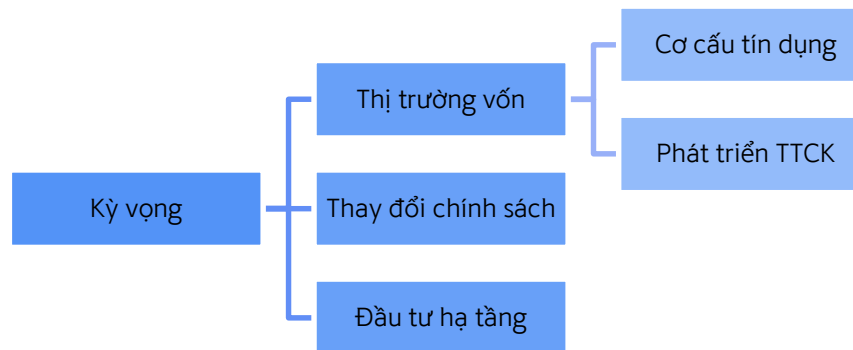 Kỳ vọng
Thị trường vốn
Cơ cấu tín dụng
Phát triển TTCK
Thay đổi chính sách
Đầu tư hạ tầng